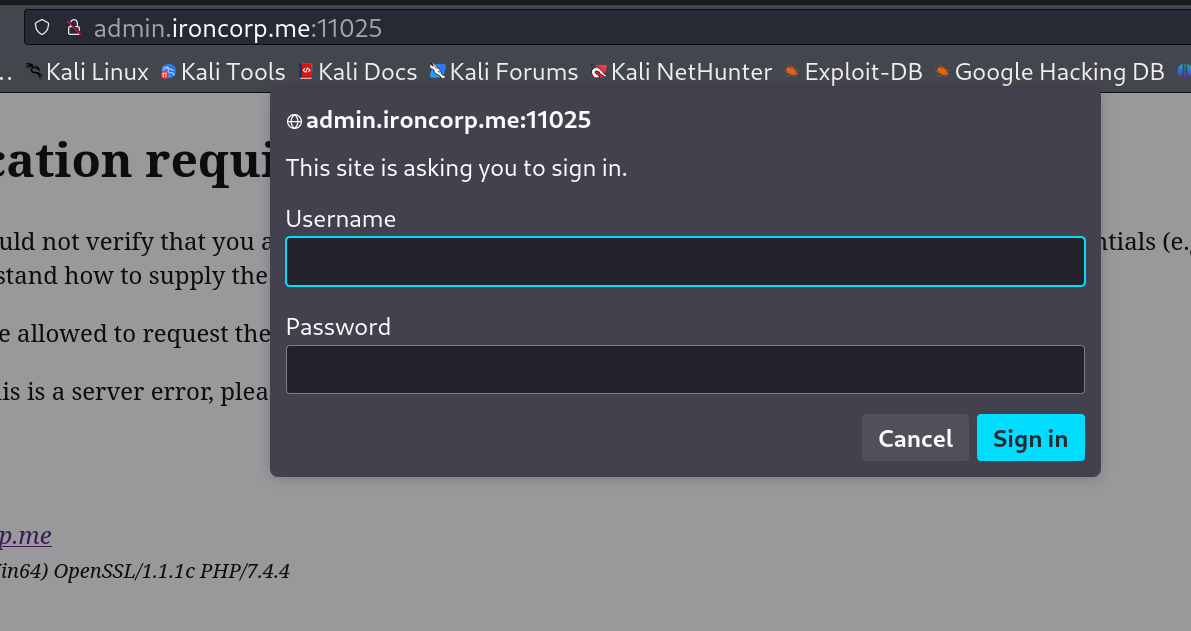 admin.ironcorp.me:11025
Kali Linux Kali Tools Kali Docs Kali Forums Kali NetHunter Exploit-DB Google Hacking DB
admin.ironcorp.me:11025
This site is asking you to sign in.
Username
Password
Cancel Sign in
cation requi
uld not verify that you a ntials (e.g
stand how to supply the
e allowed to request the
is is a server error, plea
p.me
in64) OpenSSL/1.1.1c PHP/7.4.4